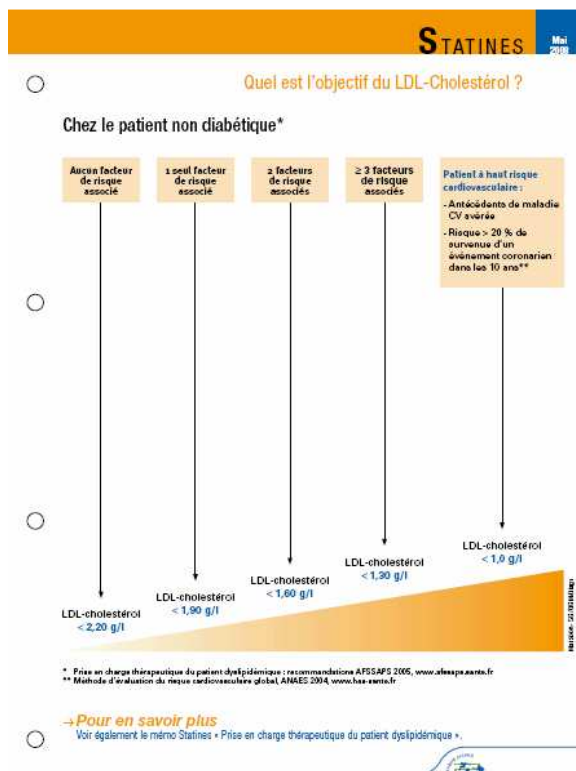 STATINES
Mai
2008
Quel est l'objectif du LDL-Cholestérol ?
Chez le patient non diabétique*
Aucun facteur
de risque
associé
1 seul facteur
de risque
associé
2 facteurs
de risque
associés
≥ 3 facteurs
de risque
associés
Patient à haut risque
cardiovasculaire :
- Antécédents de maladie
CV avérée
- Risque > 20 % de
survenue d'un
événement coronarien
dans les 10 ans**
LDL-cholestérol
< 1,0 g/l
LDL-cholestérol
< 1,30 g/l
LDL-cholestérol
< 1,60 g/l
LDL-cholestérol
< 1,90 g/l
LDL-cholestérol
< 2,20 g/l
* Prise en charge thérapeutique du patient dyslipidémique : recommandations AFSSAPS 2005, www.afssaps.sante.fr
** Méthode d'évaluation du risque cardiovasculaire global, ANAES 2004, www.has-sante.fr
→ Pour en savoir plus
Voir également le mémo Statines « Prise en charge thérapeutique du patient dyslipidémique ».